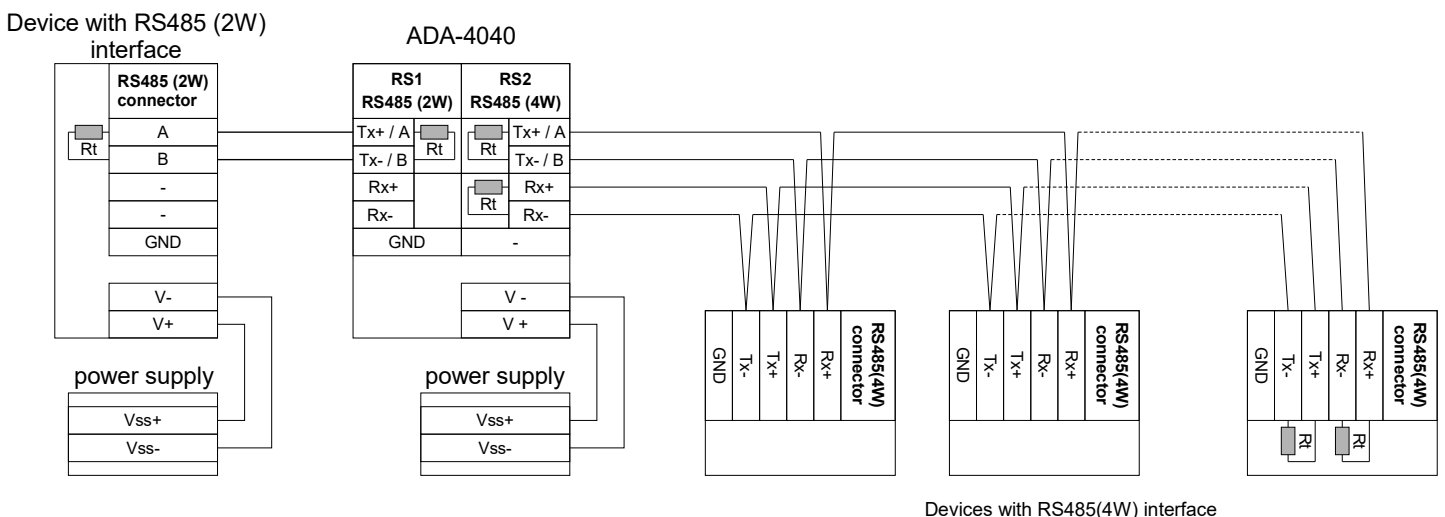 Device with RS485 (2W)
interface
RS485 (2W)
connector
A
B
-
-
GND
V-
V+
Rt
power supply
Vss+
Vss-
ADA-4040
RS1
RS485 (2W)
RS2
RS485 (4W)
Tx+ / A
Rt
Rt
Tx+ / A
Tx- / B
Tx- / B
Rx+
Rt
Rx+
Rx-
Rx-
GND
-
V -
V +
power supply
Vss+
Vss-
GND
Tx-
Tx+
Rx-
Rx+
RS485(4W)
connector
GND
Tx-
Tx+
Rx-
Rx+
RS485(4W)
connector
GND
Tx-
Tx+
Rx-
Rx+
RS485(4W)
connector
Rt
Rt
Devices with RS485(4W) interface